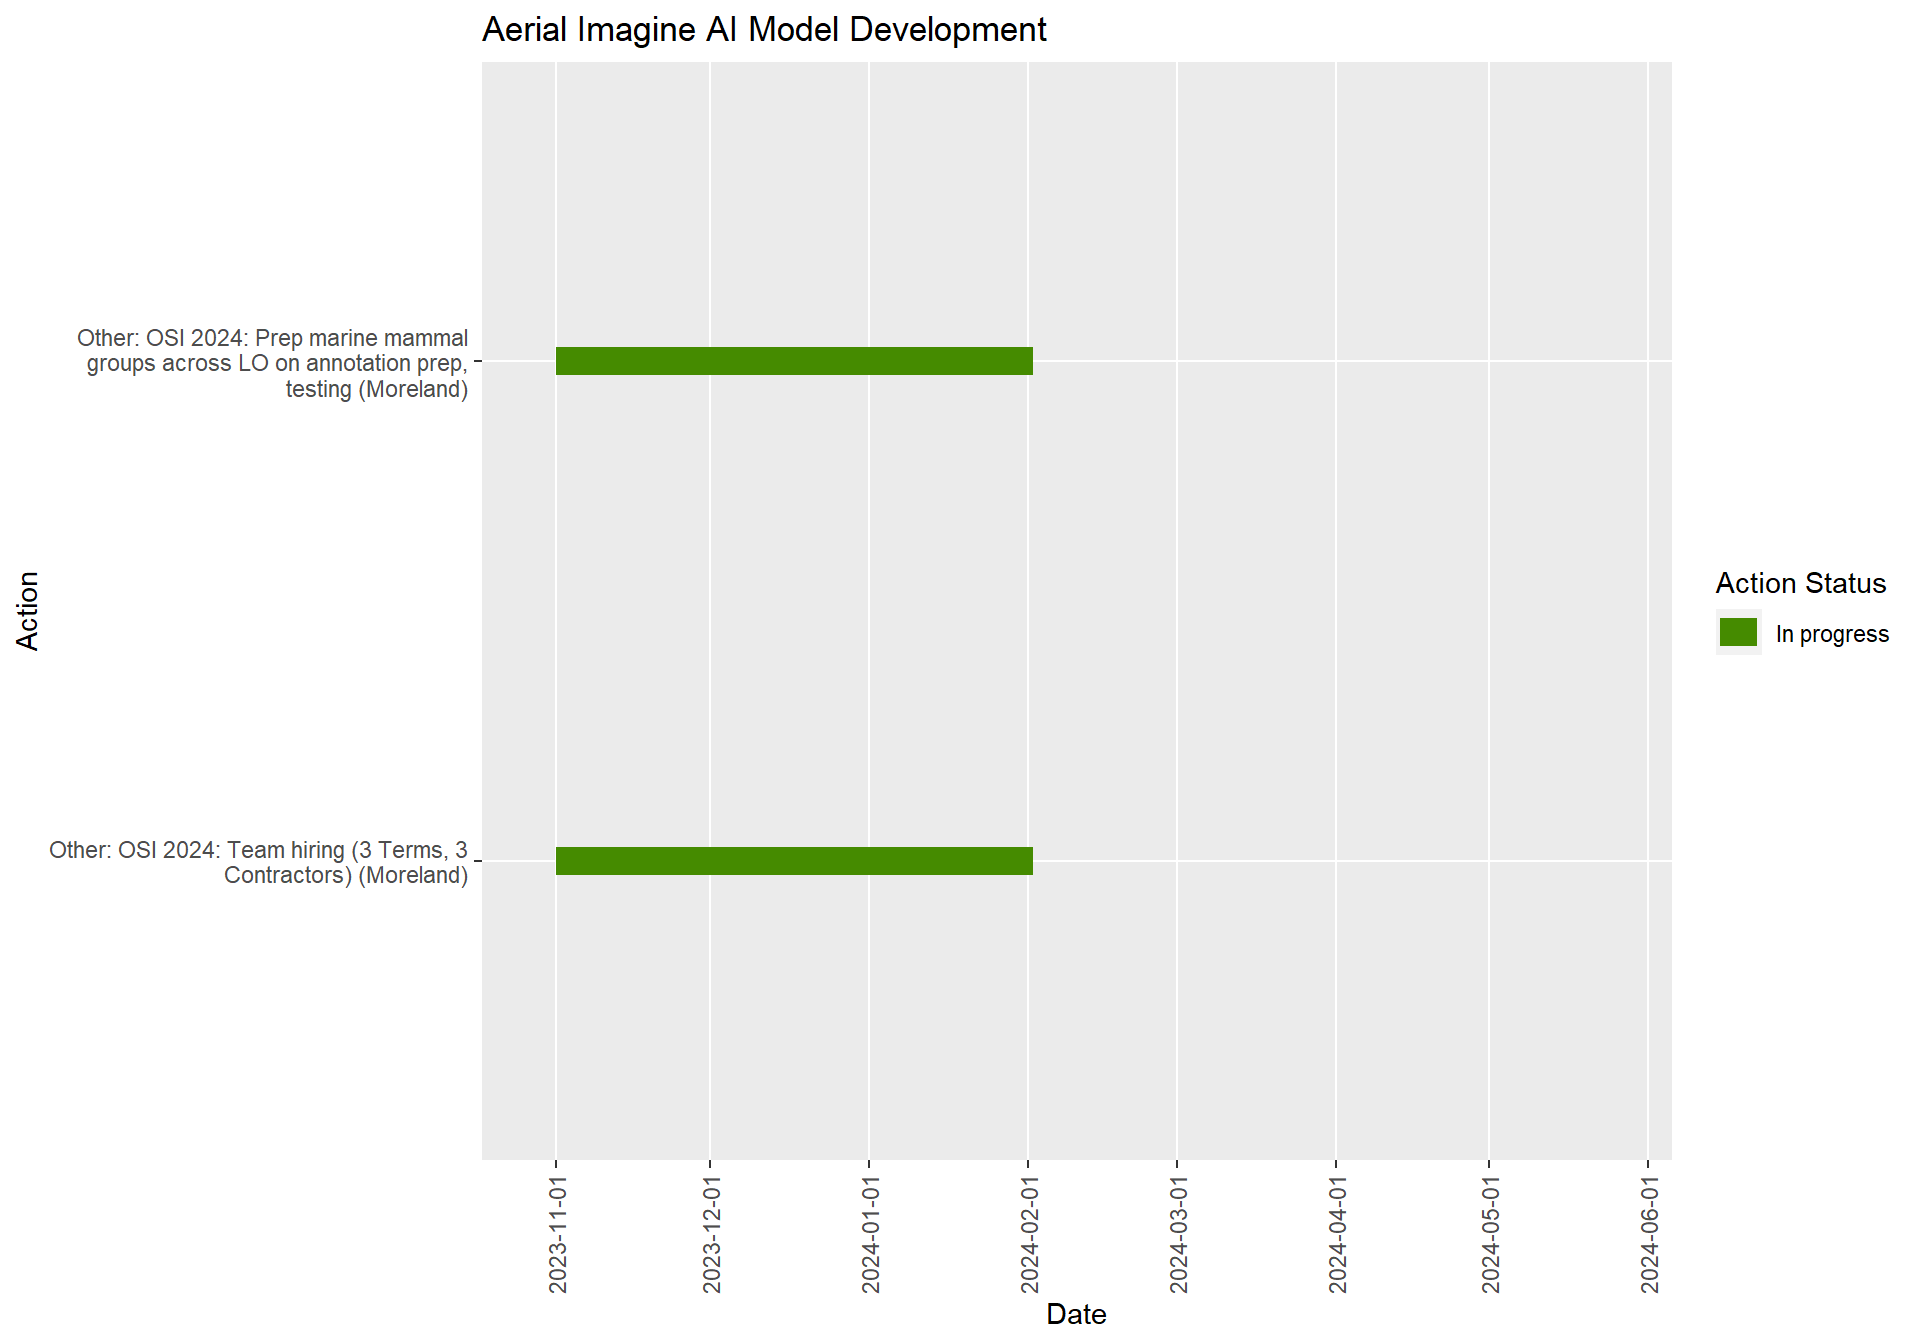 Aerial Imagine AI Model Development
Other: OSI 2024: Prep marine mammal
groups across LO on annotation prep,
testing (Moreland)
Other: OSI 2024: Team hiring (3 Terms, 3
Contractors) (Moreland)
Action
2023-11-01
2023-12-01
2024-01-01
2024-02-01
2024-03-01
2024-04-01
2024-05-01
2024-06-01
Date
Action Status
In progress